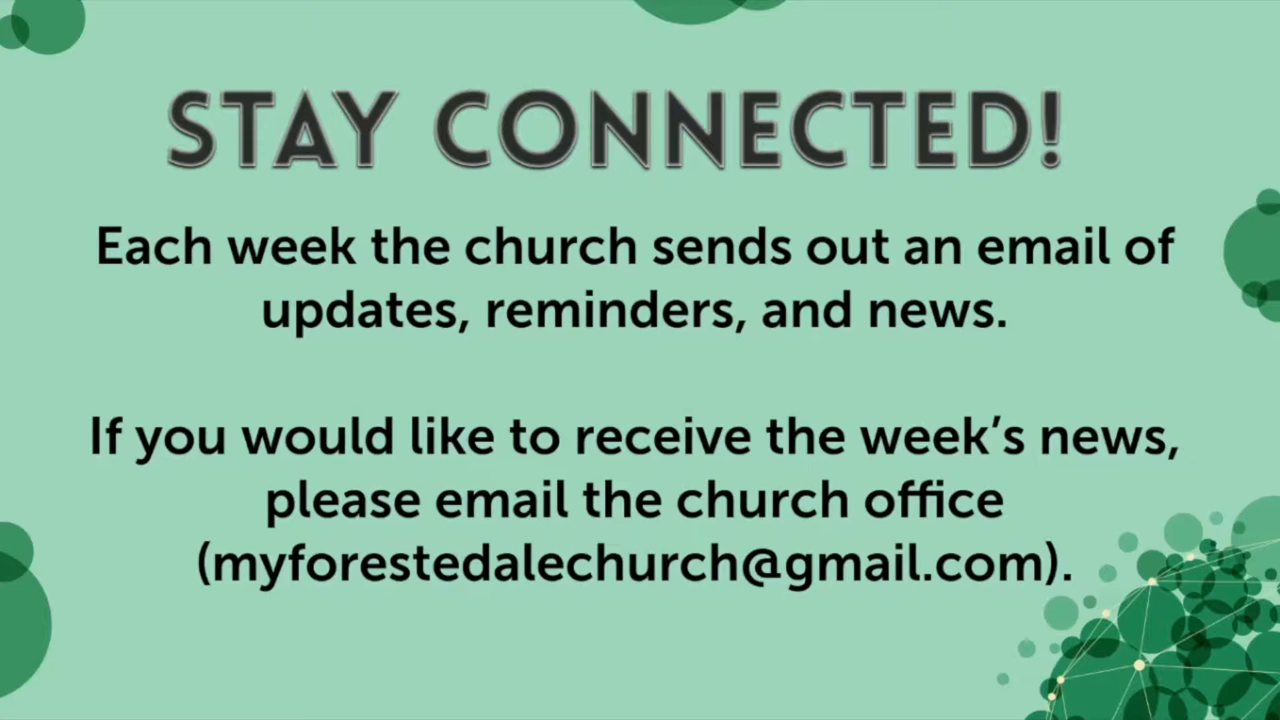 STAY CONNECTED!
Each week the church sends out an email of
updates, reminders, and news.
If you would like to receive the week’s news,
please email the church office
(myforestedalechurch@gmail.com).